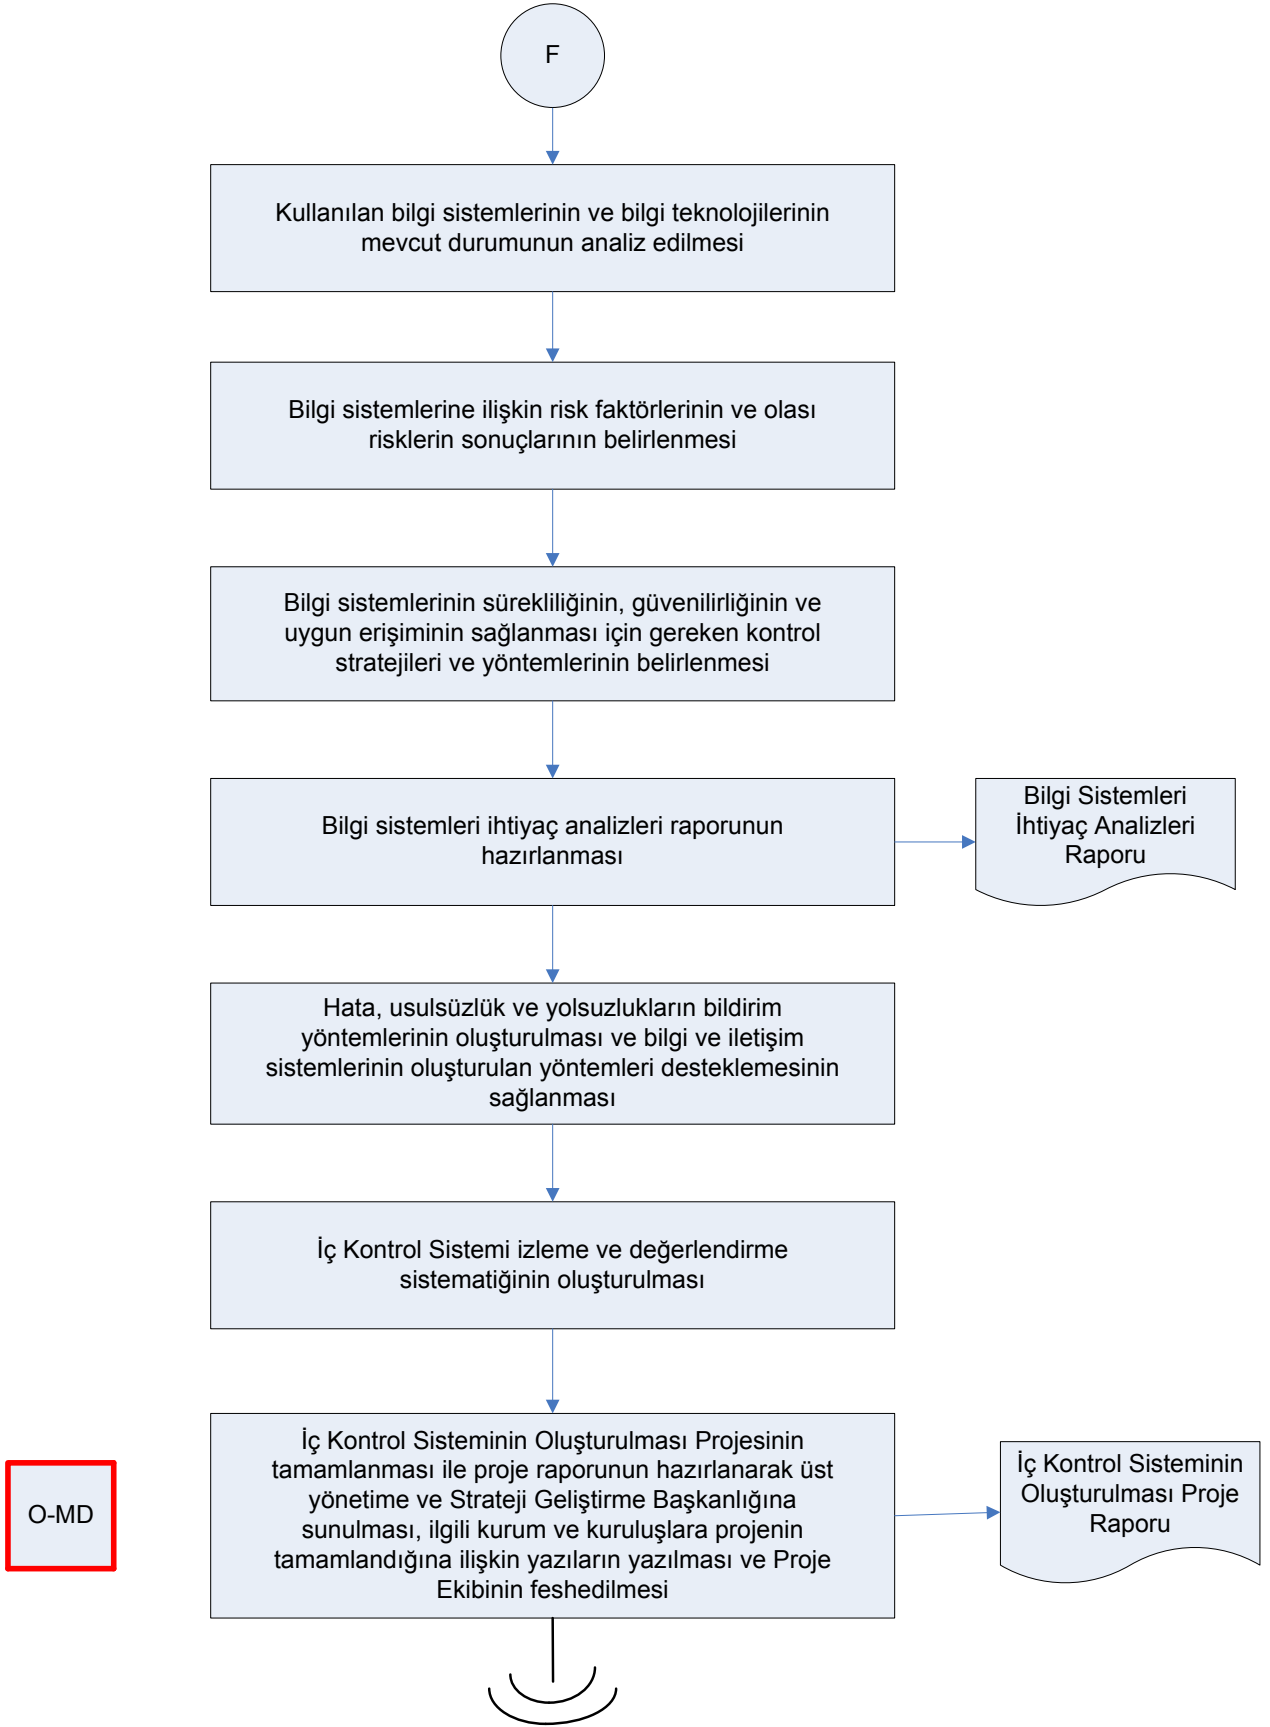 F
Kullanılan bilgi sistemlerinin ve bilgi teknolojilerinin
mevcut durumunun analiz edilmesi
Bilgi sistemlerine ilişkin risk faktörlerinin ve olası
risklerin sonuçlarının belirlenmesi
Bilgi sistemlerinin sürekliliğinin, güvenilirliğinin ve
uygun erişiminin sağlanması için gereken kontrol
stratejileri ve yöntemlerinin belirlenmesi
Bilgi sistemleri ihtiyaç analizleri raporunun
hazırlanması
Bilgi Sistemleri
İhtiyaç Analizleri
Raporu
Hata, usulsüzlük ve yolsuzlukların bildirim
yöntemlerinin oluşturulması ve bilgi ve iletişim
sistemlerinin oluşturulan yöntemleri desteklemesinin
sağlanması
İç Kontrol Sistemi izleme ve değerlendirme
sistematiğinin oluşturulması
O-MD
İç Kontrol Sisteminin Oluşturulması Projesinin
tamamlanması ile proje raporunun hazırlanarak üst
yönetime ve Strateji Geliştirme Başkanlığına
sunulması, ilgili kurum ve kuruluşlara projenin
tamamlandığına ilişkin yazıların yazılması ve Proje
Ekibinin feshedilmesi
İç Kontrol Sisteminin
Oluşturulması Proje
Raporu